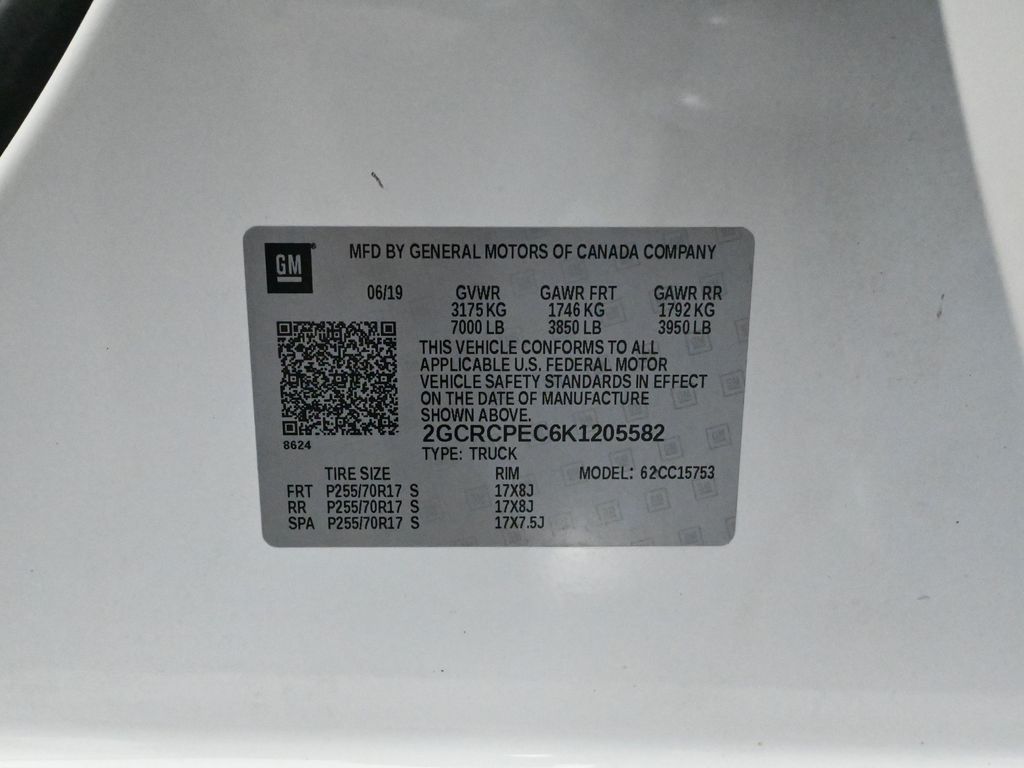 GM
MFD BY GENERAL MOTORS OF CANADA COMPANY
06/19 GVWR GAWR FRT GAWR RR
3175 KG 1746 KG 1792 KG
7000 LB 3850 LB 3950 LB
THIS VEHICLE CONFORMS TO ALL
APPLICABLE U.S. FEDERAL MOTOR
VEHICLE SAFETY STANDARDS IN EFFECT
ON THE DATE OF MANUFACTURE
SHOWN ABOVE.
2GCRCPEC6K1205582
8624
TYPE: TRUCK
TIRE SIZE RIM MODEL: 62CC15753
FRT P255/70R17 S 17X8J
RR P255/70R17 S 17X8J
SPA P255/70R17 S 17X7.5J